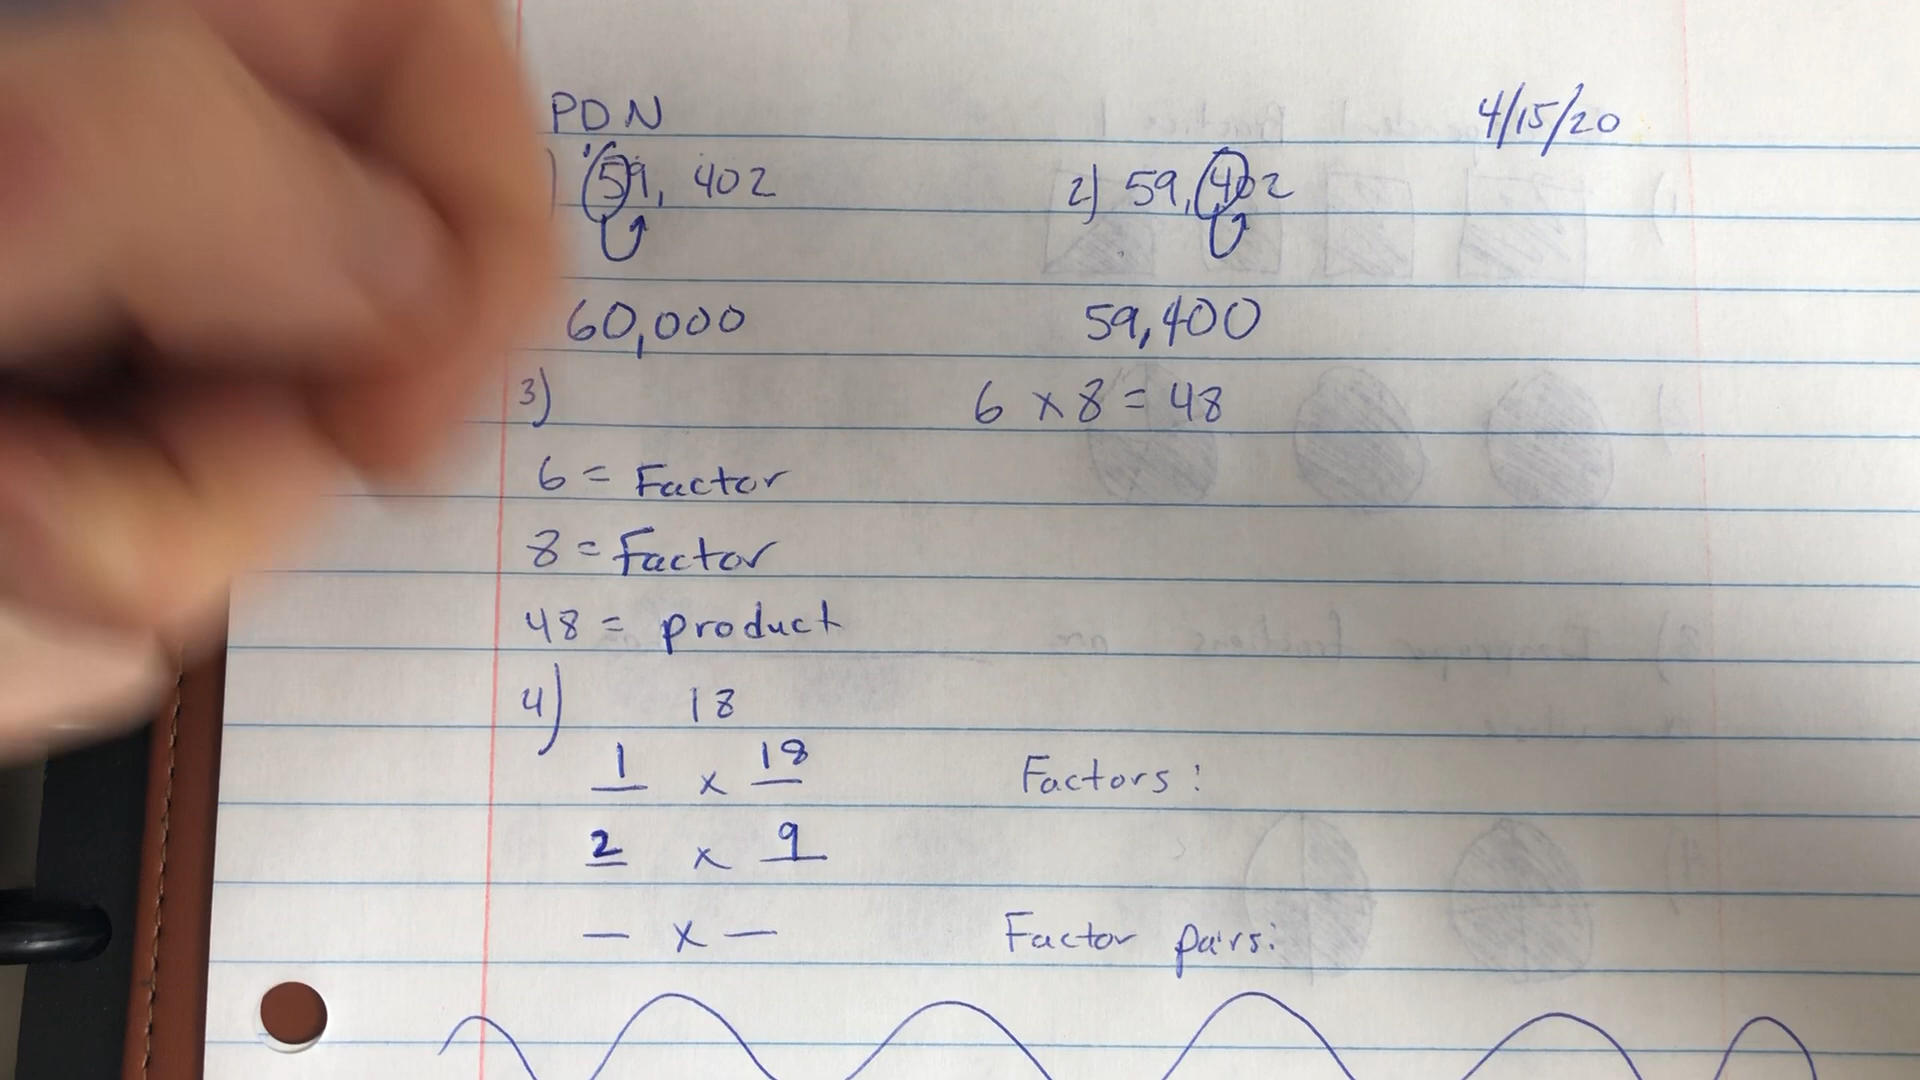 PDN 4/15/20
) 59,402 2) 59,402
60,000 59,400
3) 6 x 8 = 48
6 = Factor
8 = Factor
48 = product
4) 18
1 x 18 Factors:
2 x 9
_ x _ Factor pairs: